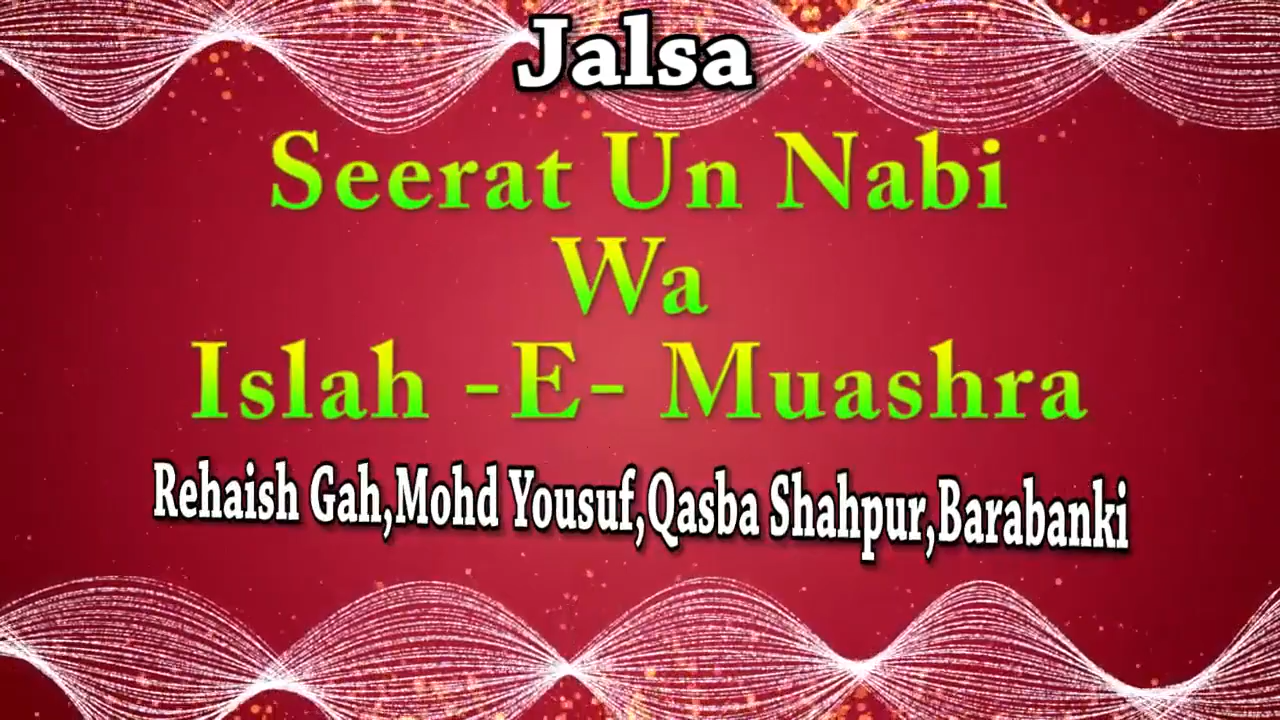 Jalsa
Seerat Un Nabi
Wa
Islah -E- Muashra
Rehaish Gah,Mohd Yousuf,Qasba Shahpur,Barabanki